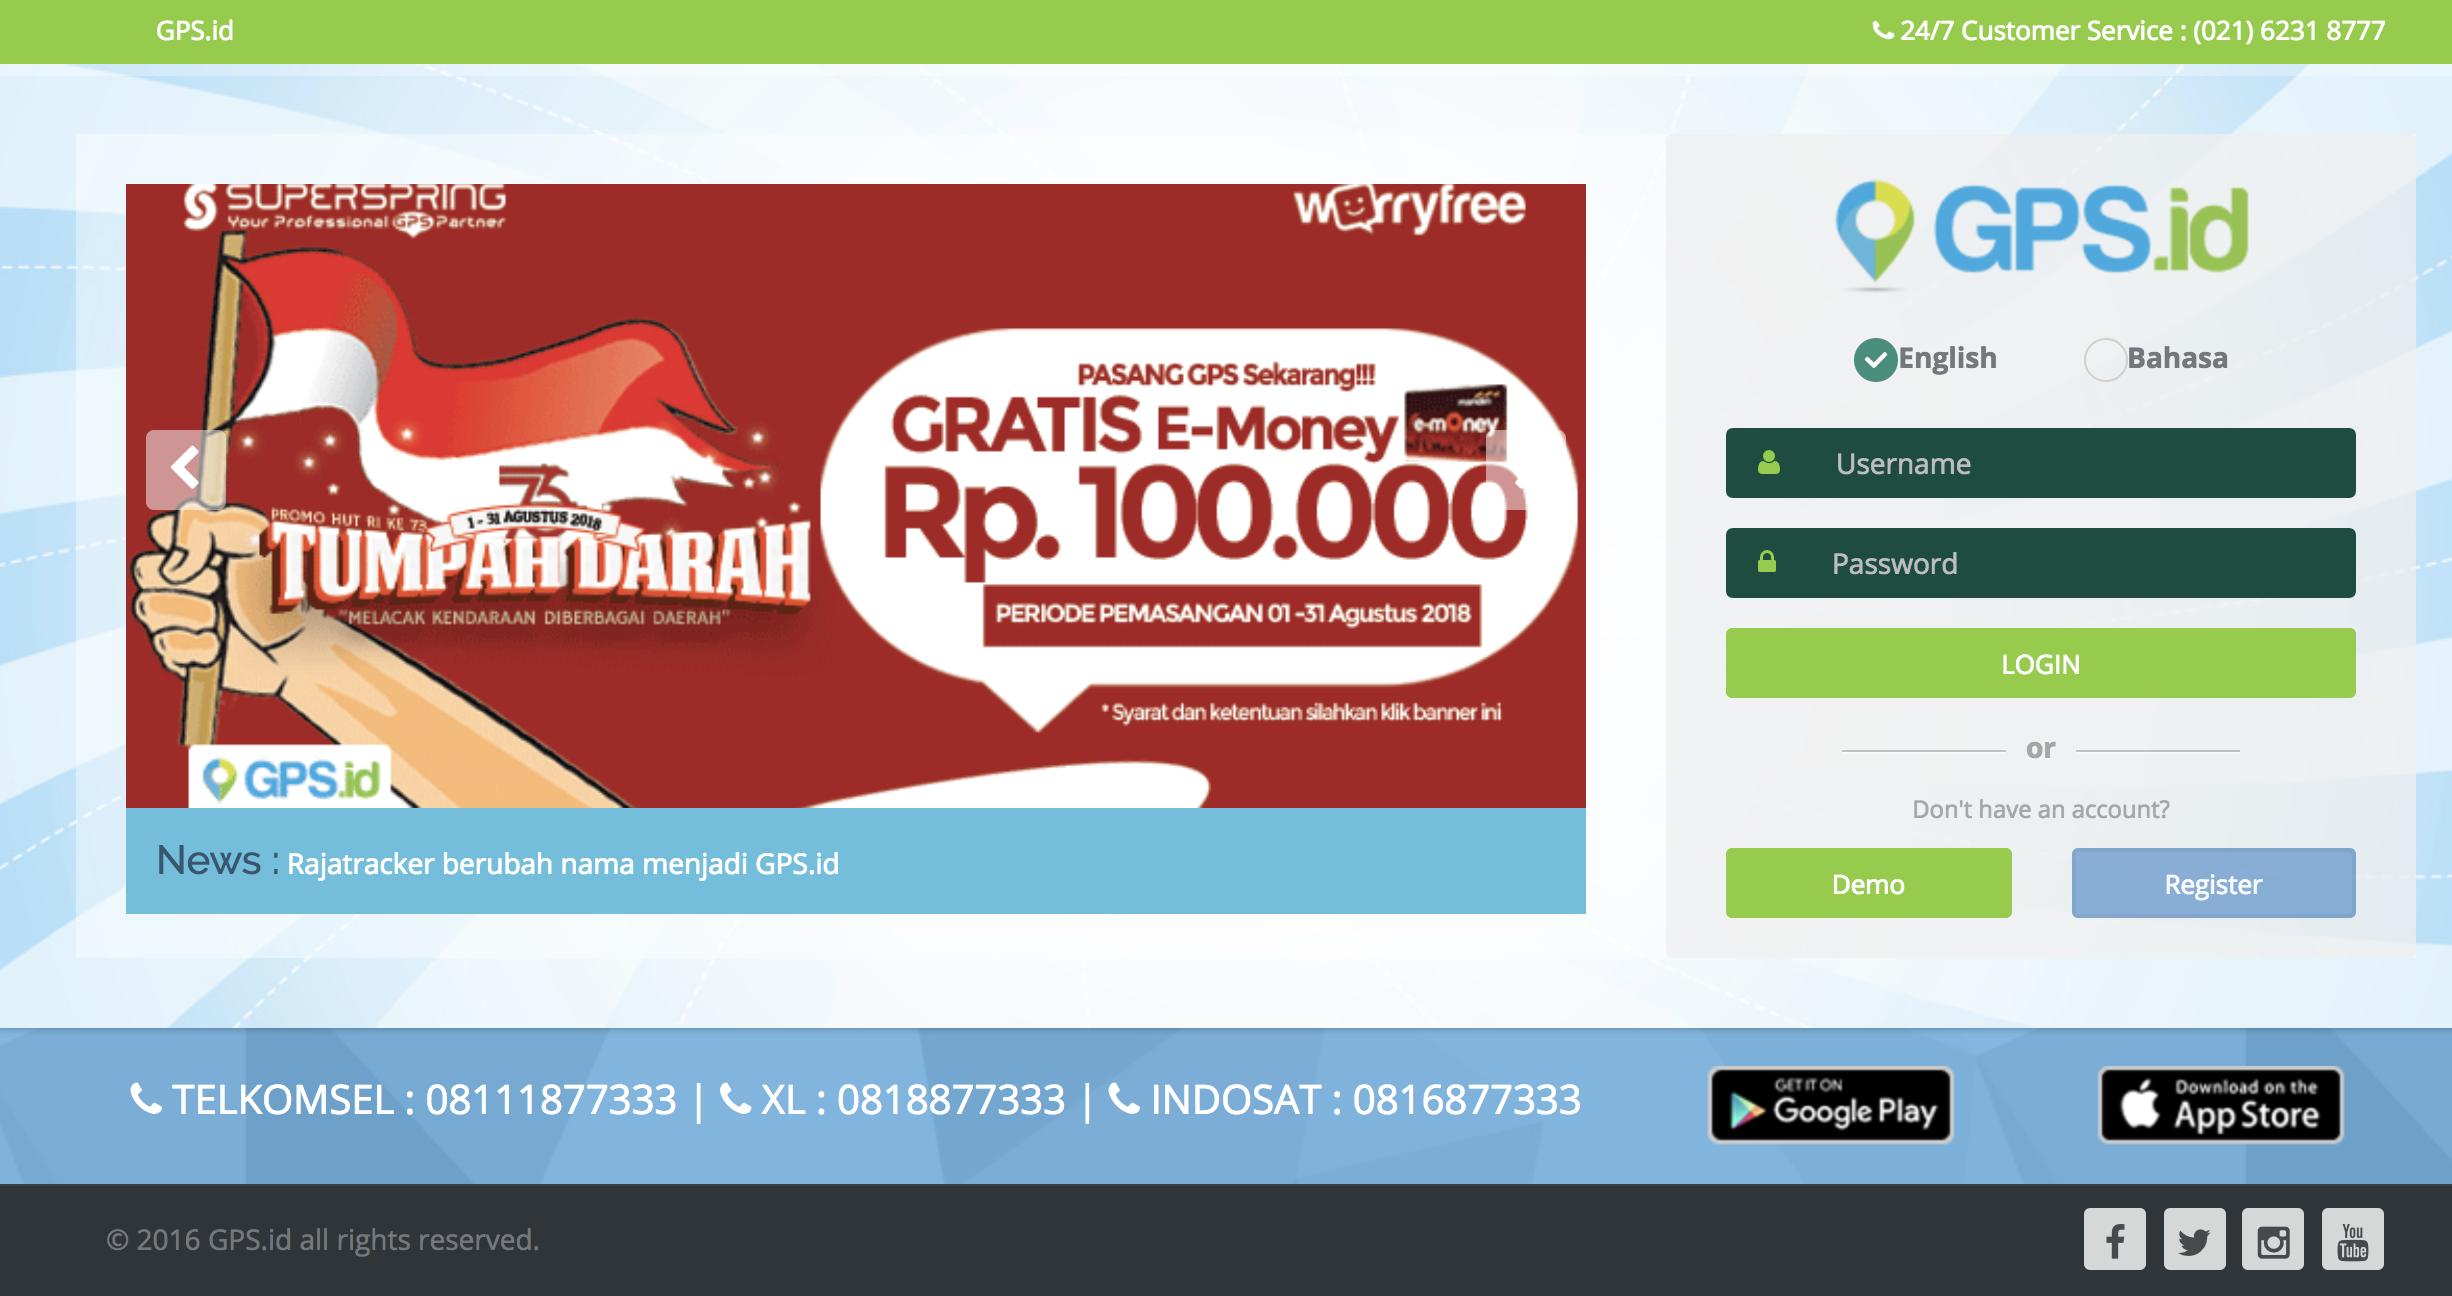 GPS.id
24/7 Customer Service : (021) 6231 8777
SUPERSPRING
Your Professional GPS Partner
worryfree
PASANG GPS Sekarang!!!
GRATIS E-Money
mandiri
e-money
Rp. 100.000
PERIODE PEMASANGAN 01 -31 Agustus 2018
* Syarat dan ketentuan silahkan klik banner ini
73
PROMO HUT RI KE 73
1 - 31 AGUSTUS 2018
TUMPAH DARAH
"MELACAK KENDARAAN DIBERBAGAI DAERAH"
GPS.id
News : Rajatracker berubah nama menjadi GPS.id
GPS.id
English
Bahasa
Username
Password
LOGIN
or
Don't have an account?
Demo
Register
TELKOMSEL : 08111877333 | XL : 0818877333 | INDOSAT : 0816877333
GET IT ON
Google Play
Download on the
App Store
© 2016 GPS.id all rights reserved.
You
Tube